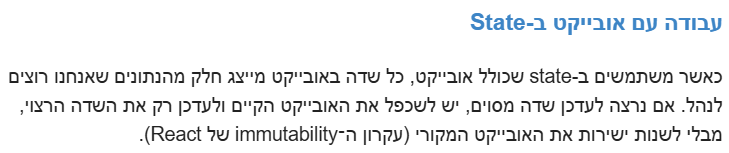 עבודה עם אובייקט ב-State
כאשר משתמשים ב-state שכולל אובייקט, כל שדה באובייקט מייצג חלק מהנתונים שאנחנו רוצים
לנהל. אם נרצה לעדכן שדה מסוים, יש לשכפל את האובייקט הקיים ולעדכן רק את השדה הרצוי,
מבלי לשנות ישירות את האובייקט המקורי (עקרון ה־immutability של React).